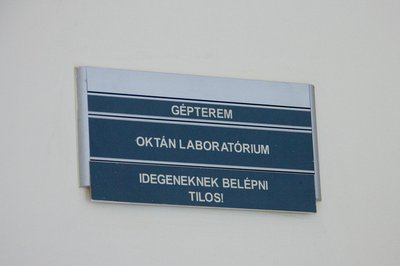 GÉPTEREM
OKTÁN LABORATÓRIUM
IDEGENEKNEK BELÉPNI
TILOS!